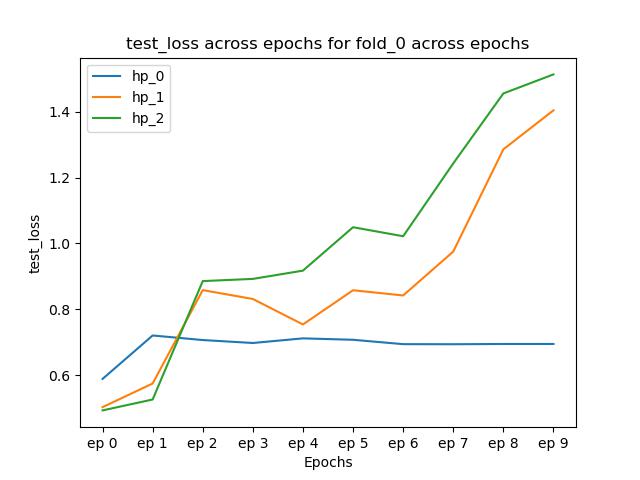 test_loss across epochs for fold_0 across epochs
hp_0
hp_1
hp_2
1.4
1.2
1.0
0.8
0.6
test_loss
ep 0 ep 1 ep 2 ep 3 ep 4 ep 5 ep 6 ep 7 ep 8 ep 9
Epochs